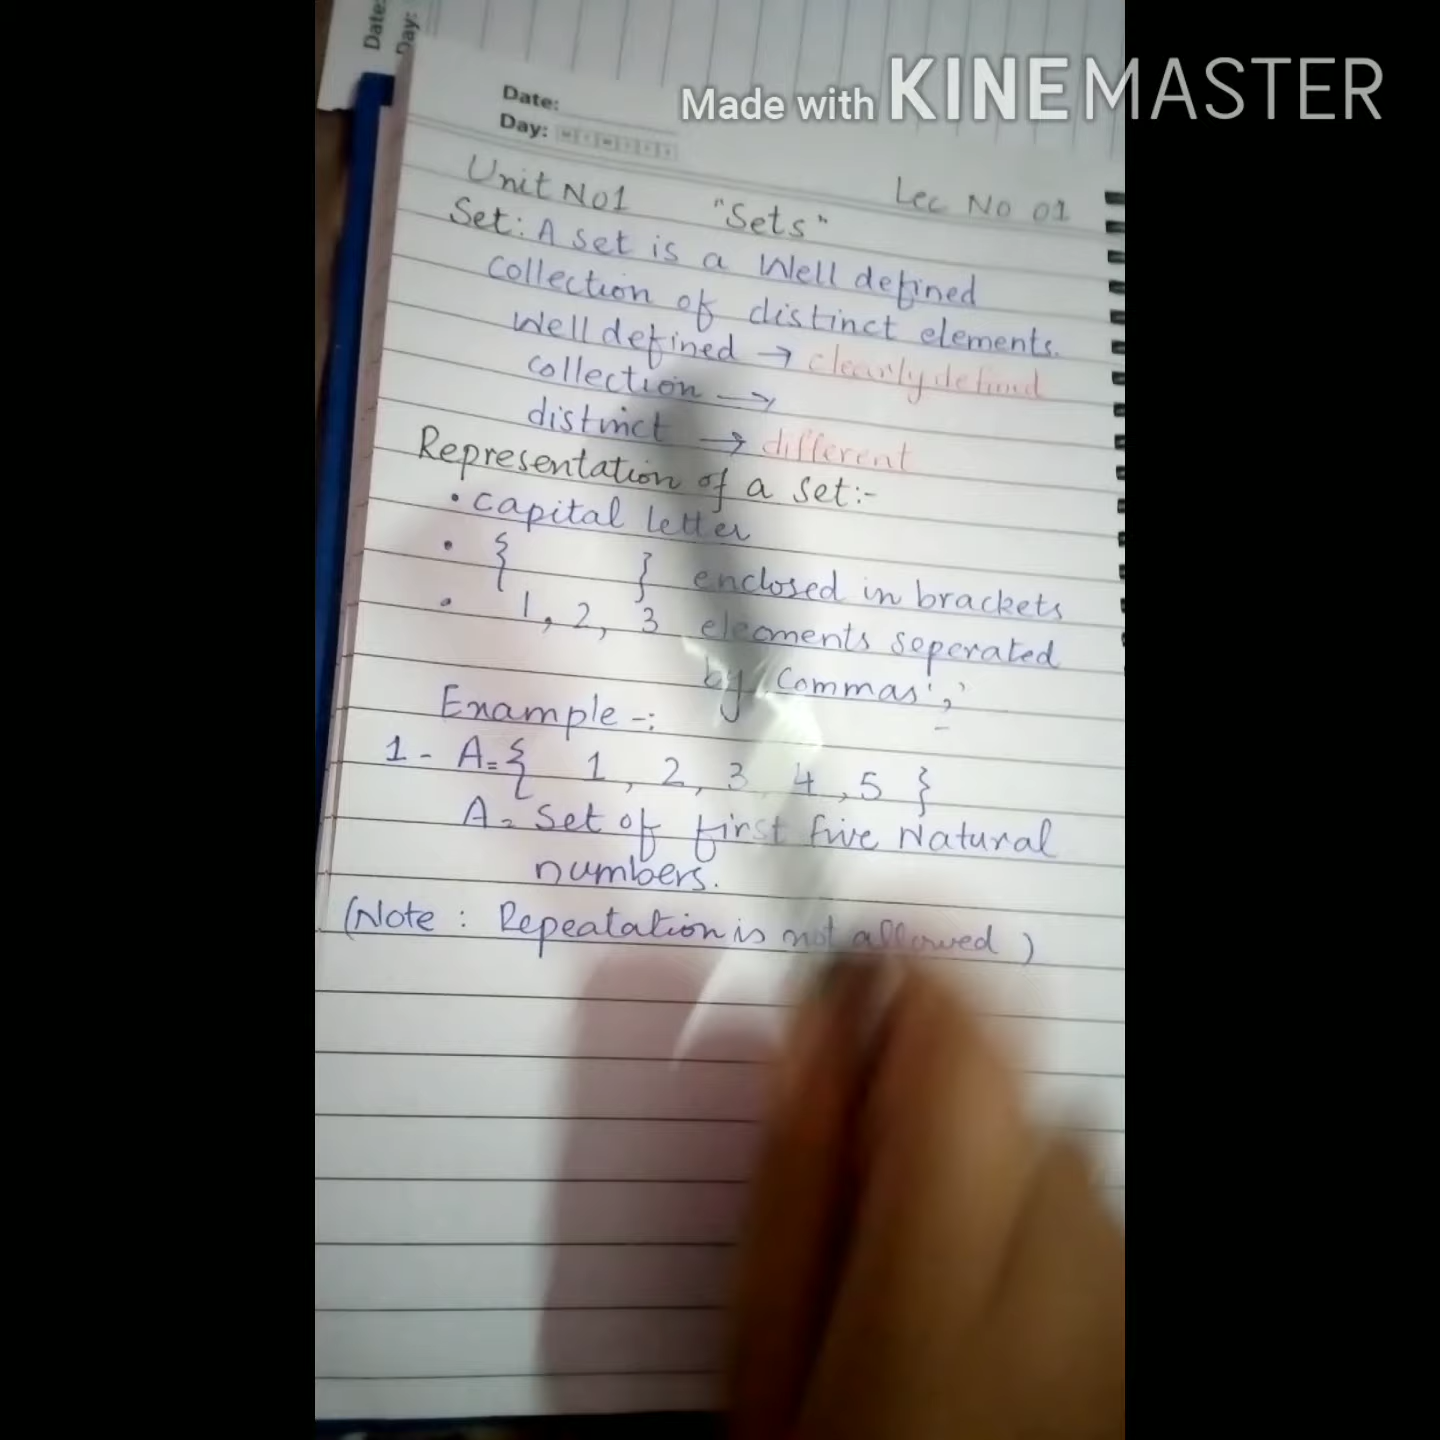 Date:
Day:
Made with KINEMASTER
Date:
Day:
Unit No1 "Sets" Lec No 01
Set: A set is a Well defined
collection of distinct elements.
Well defined → clearly defined
collection →
distinct → different
Representation of a set:-
• capital letter
• { } enclosed in brackets
• 1, 2, 3 elements seperated
by Commas ','
Example -:
1 - A = { 1, 2, 3 4, 5 }
A = Set of first five Natural
numbers.
(Note : Repeatation is not allowed )